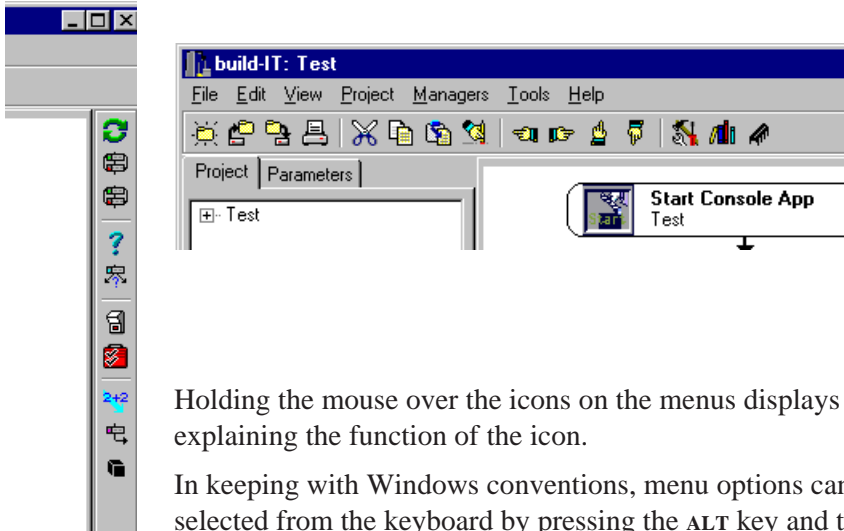 build-IT: Test
File Edit View Project Managers Tools Help
Project Parameters
Test
Start
Start Console App
Test
?
2+2
Holding the mouse over the icons on the menus displays
explaining the function of the icon.
In keeping with Windows conventions, menu options can
selected from the keyboard by pressing the ALT key and t